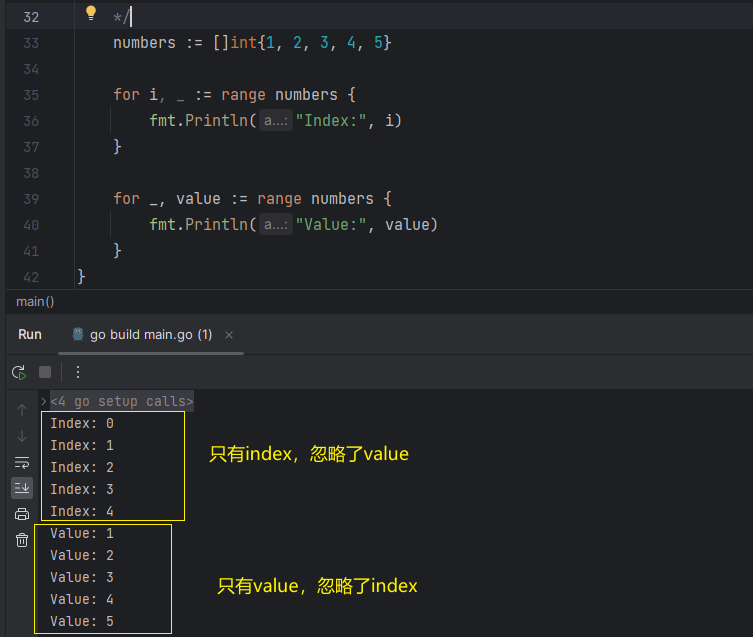 32 */
33 numbers := []int{1, 2, 3, 4, 5}
34
35 for i, _ := range numbers {
36 fmt.Println( a...: "Index:", i)
37 }
38
39 for _, value := range numbers {
40 fmt.Println( a...: "Value:", value)
41 }
42 }
main()
Run go build main.go (1) ×
<4 go setup calls>
Index: 0
Index: 1
Index: 2
Index: 3
Index: 4
只有index，忽略了value
Value: 1
Value: 2
Value: 3
Value: 4
Value: 5
只有value，忽略了index